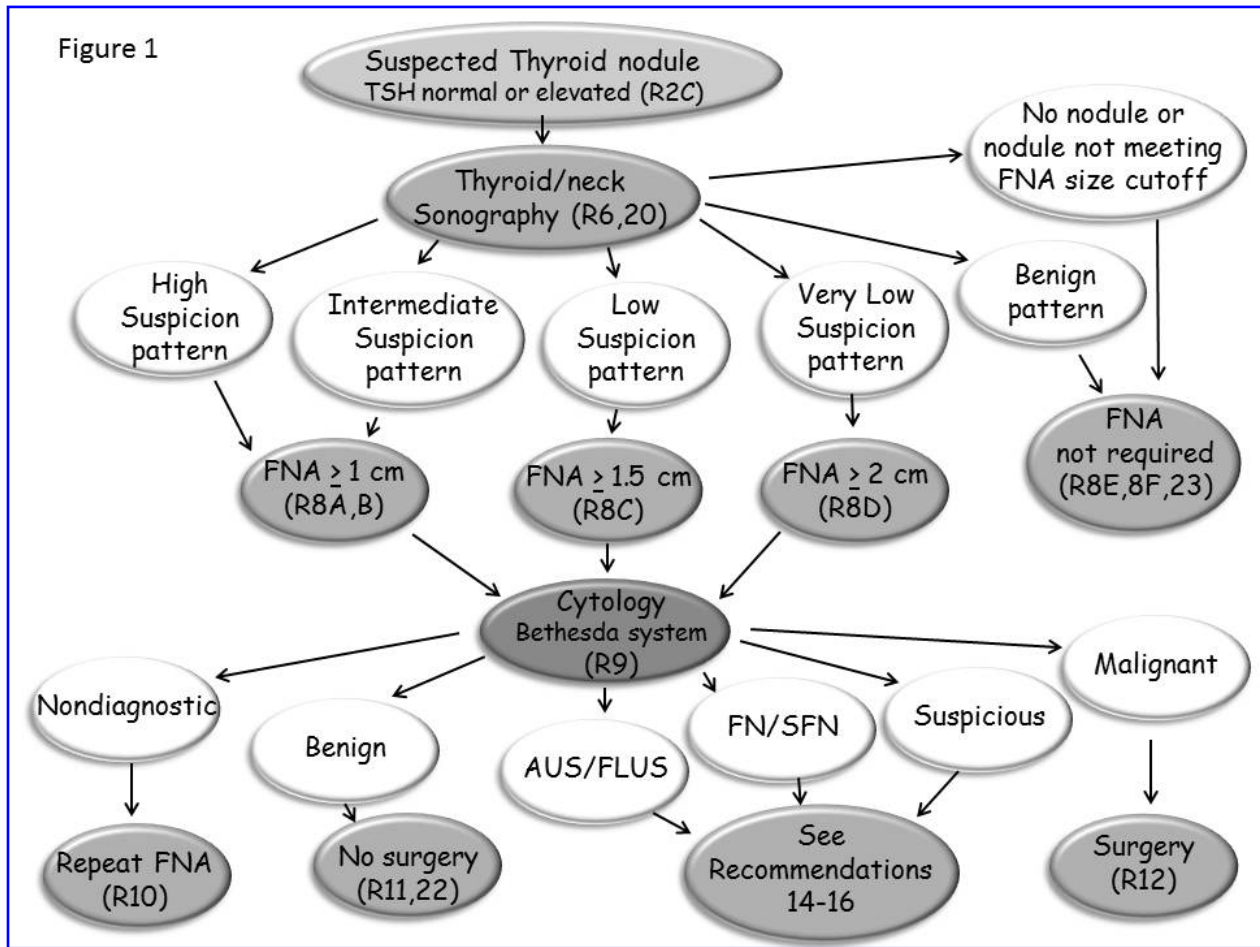 Figure 1
Suspected Thyroid nodule
TSH normal or elevated (R2C)
Thyroid/neck
Sonography (R6,20)
No nodule or
nodule not meeting
FNA size cutoff
High
Suspicion
pattern
Intermediate
Suspicion
pattern
Low
Suspicion
pattern
Very Low
Suspicion
pattern
Benign
pattern
FNA ≥ 1 cm
(R8A,B)
FNA ≥ 1.5 cm
(R8C)
FNA ≥ 2 cm
(R8D)
FNA
not required
(R8E,8F,23)
Cytology
Bethesda system
(R9)
Nondiagnostic
Benign
AUS/FLUS
FN/SFN
Suspicious
Malignant
Repeat FNA
(R10)
No surgery
(R11,22)
See
Recommendations
14-16
Surgery
(R12)